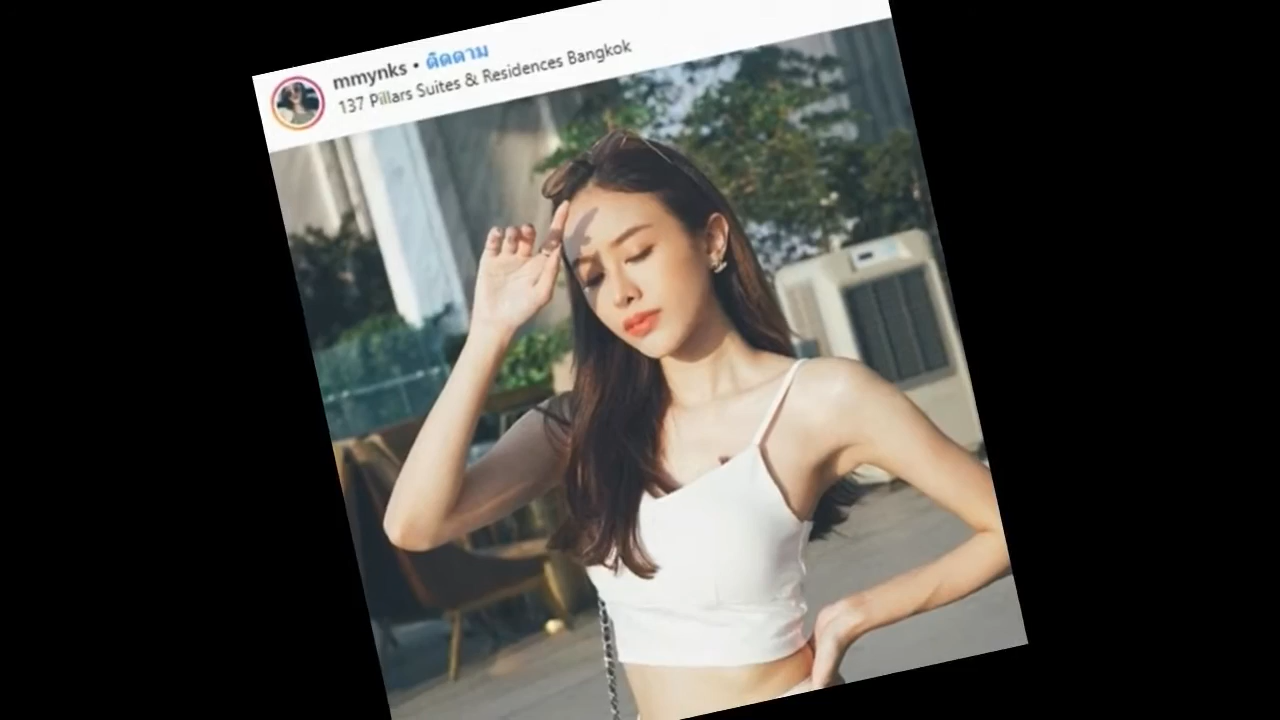 mmynks • ติดตาม
137 Pillars Suites & Residences Bangkok